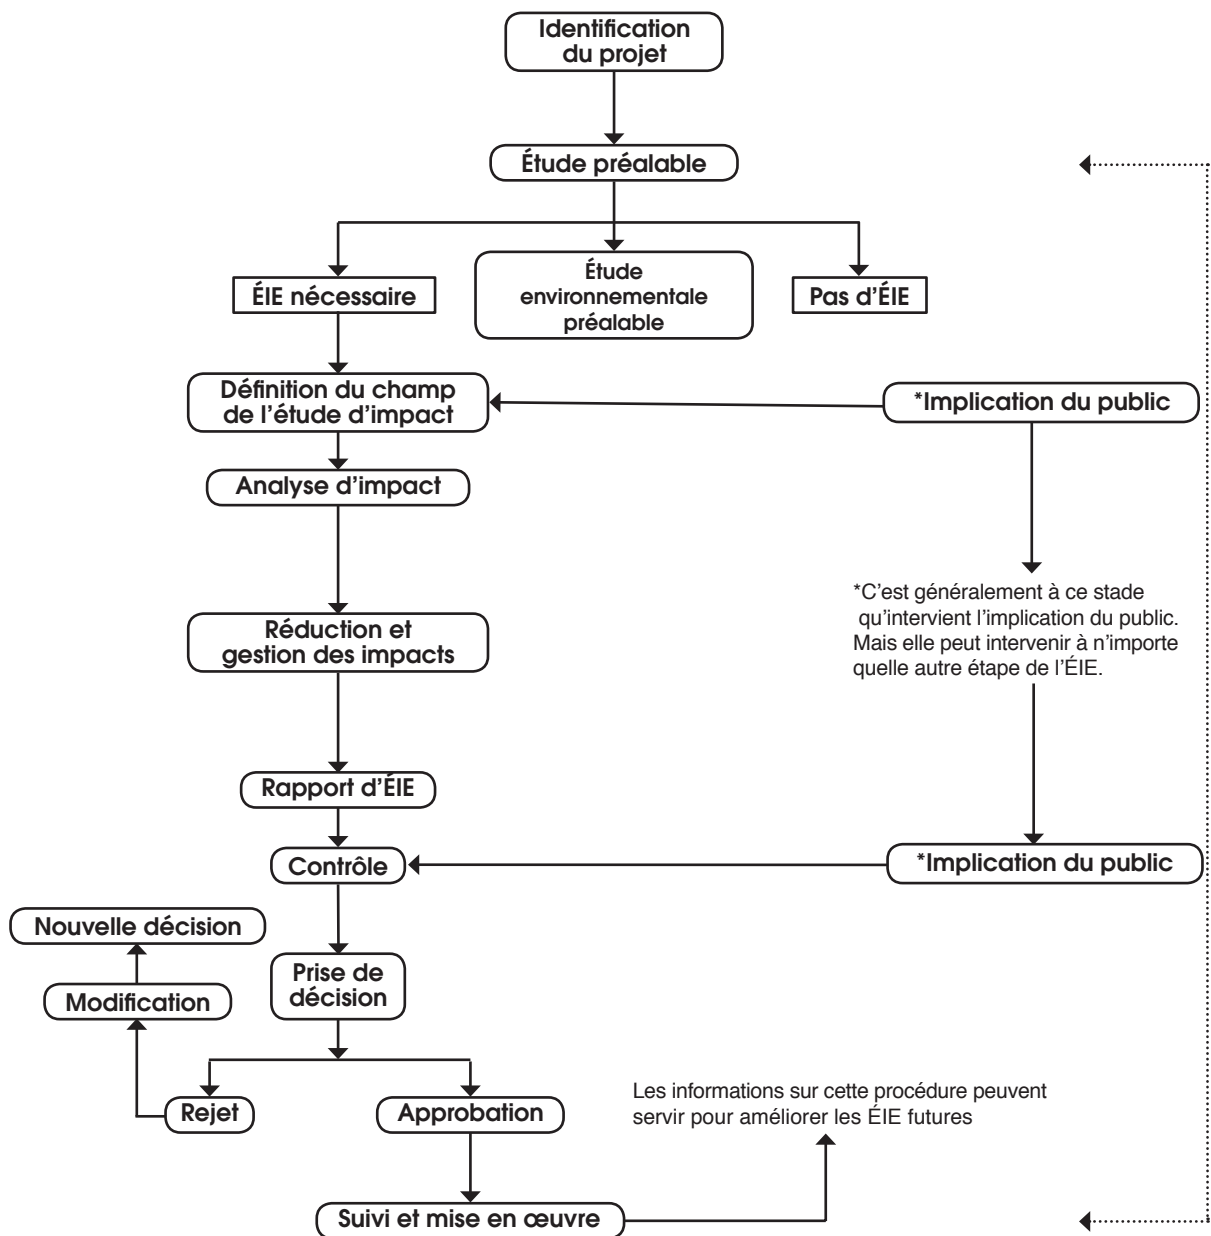 Identification
du projet
Étude préalable
ÉIE nécessaire
Étude
environnementale
préalable
Pas d’ÉIE
Définition du champ
de l’étude d’impact
*Implication du public
Analyse d’impact
*C’est généralement à ce stade
qu’intervient l’implication du public.
Mais elle peut intervenir à n’importe
quelle autre étape de l’ÉIE.
Réduction et
gestion des impacts
Rapport d’ÉIE
Contrôle
*Implication du public
Nouvelle décision
Modification
Prise de
décision
Rejet
Approbation
Les informations sur cette procédure peuvent
servir pour améliorer les ÉIE futures
Suivi et mise en œuvre